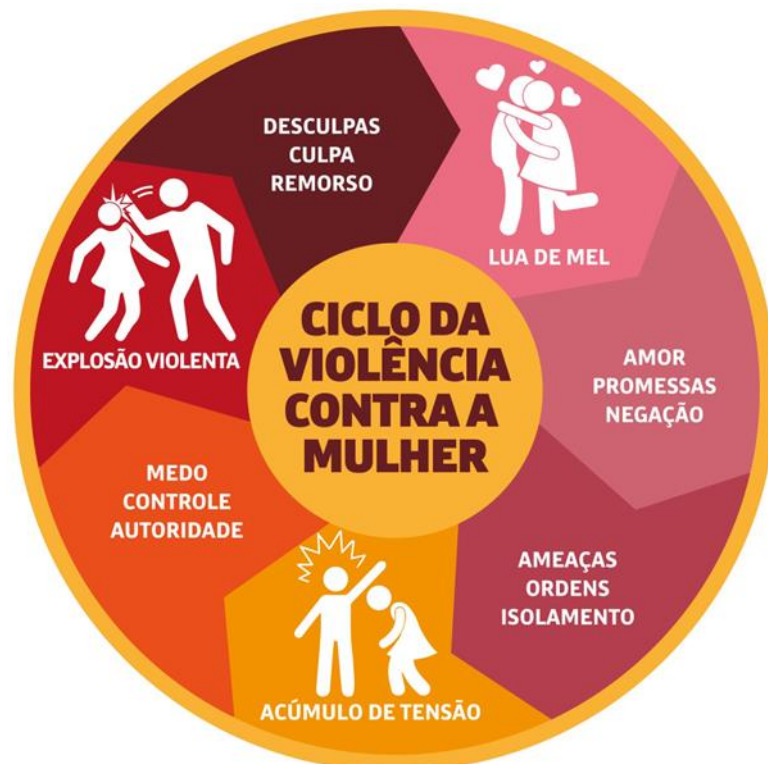 CICLO DA
VIOLÊNCIA
CONTRA A
MULHER
LUA DE MEL
AMOR
PROMESSAS
NEGAÇÃO
AMEAÇAS
ORDENS
ISOLAMENTO
ACÚMULO DE TENSÃO
MEDO
CONTROLE
AUTORIDADE
EXPLOSÃO VIOLENTA
DESCULPAS
CULPA
REMORSO